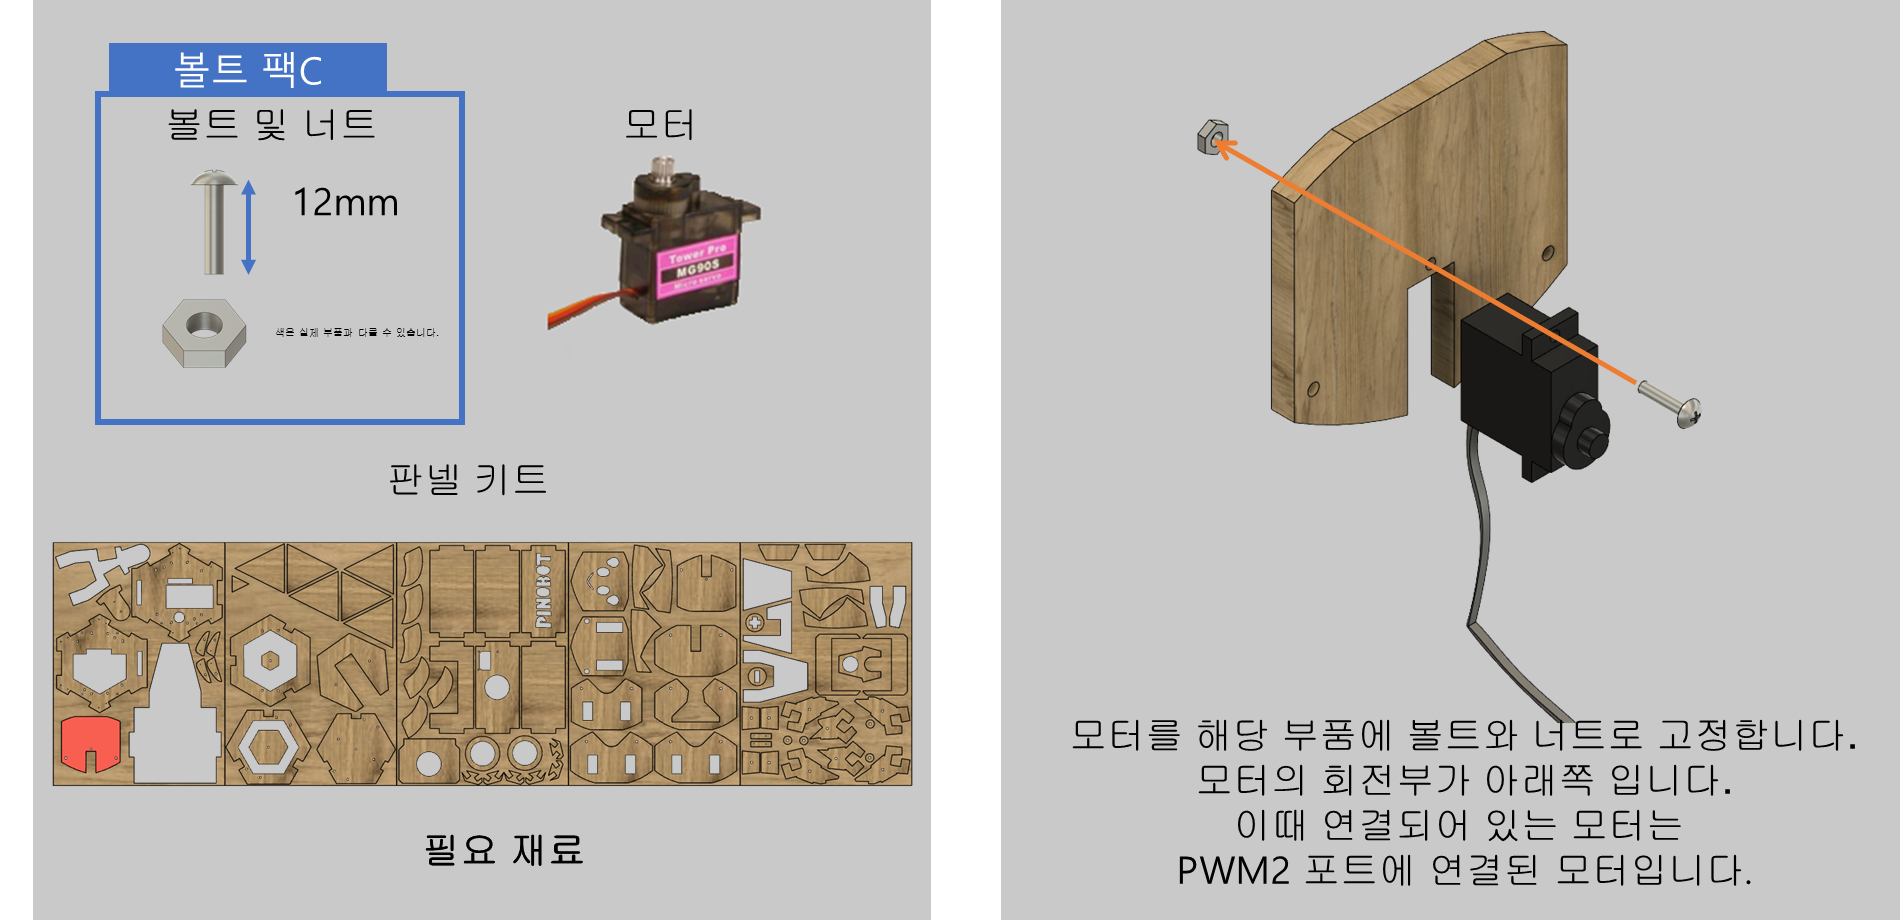 볼트 팩C
볼트 및 너트
12mm
색은 실제 부품과 다를 수 있습니다.
모터
Tower Pro
MG90S
Micro servo
판넬 키트
PINOBOT
필요 재료
모터를 해당 부품에 볼트와 너트로 고정합니다.
모터의 회전부가 아래쪽 입니다.
이때 연결되어 있는 모터는
PWM2 포트에 연결된 모터입니다.